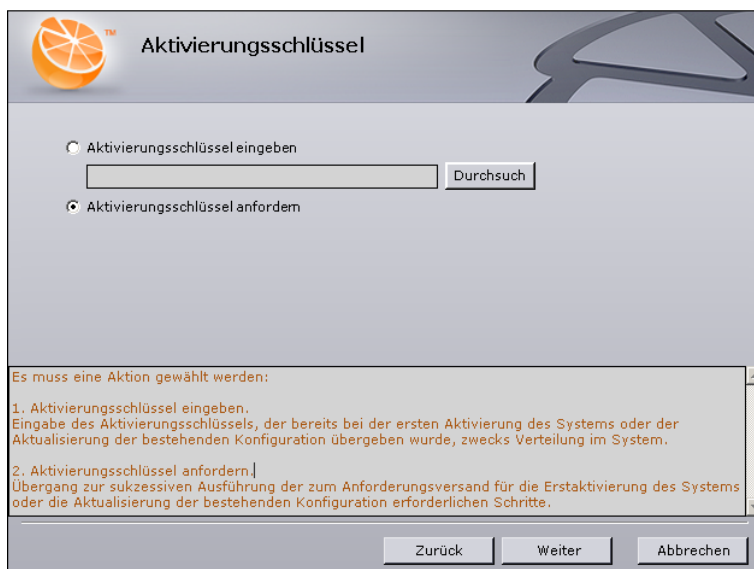 TM
Aktivierungsschlüssel
Aktivierungsschlüssel eingeben
Durchsuch
Aktivierungsschlüssel anfordern
Es muss eine Aktion gewählt werden:
1. Aktivierungsschlüssel eingeben.
Eingabe des Aktivierungsschlüssels, der bereits bei der ersten Aktivierung des Systems oder der
Aktualisierung der bestehenden Konfiguration übergeben wurde, zwecks Verteilung im System.
2. Aktivierungsschlüssel anfordern.
Übergang zur sukzessiven Ausführung der zum Anforderungsversand für die Erstaktivierung des Systems
oder die Aktualisierung der bestehenden Konfiguration erforderlichen Schritte.
Zurück Weiter Abbrechen